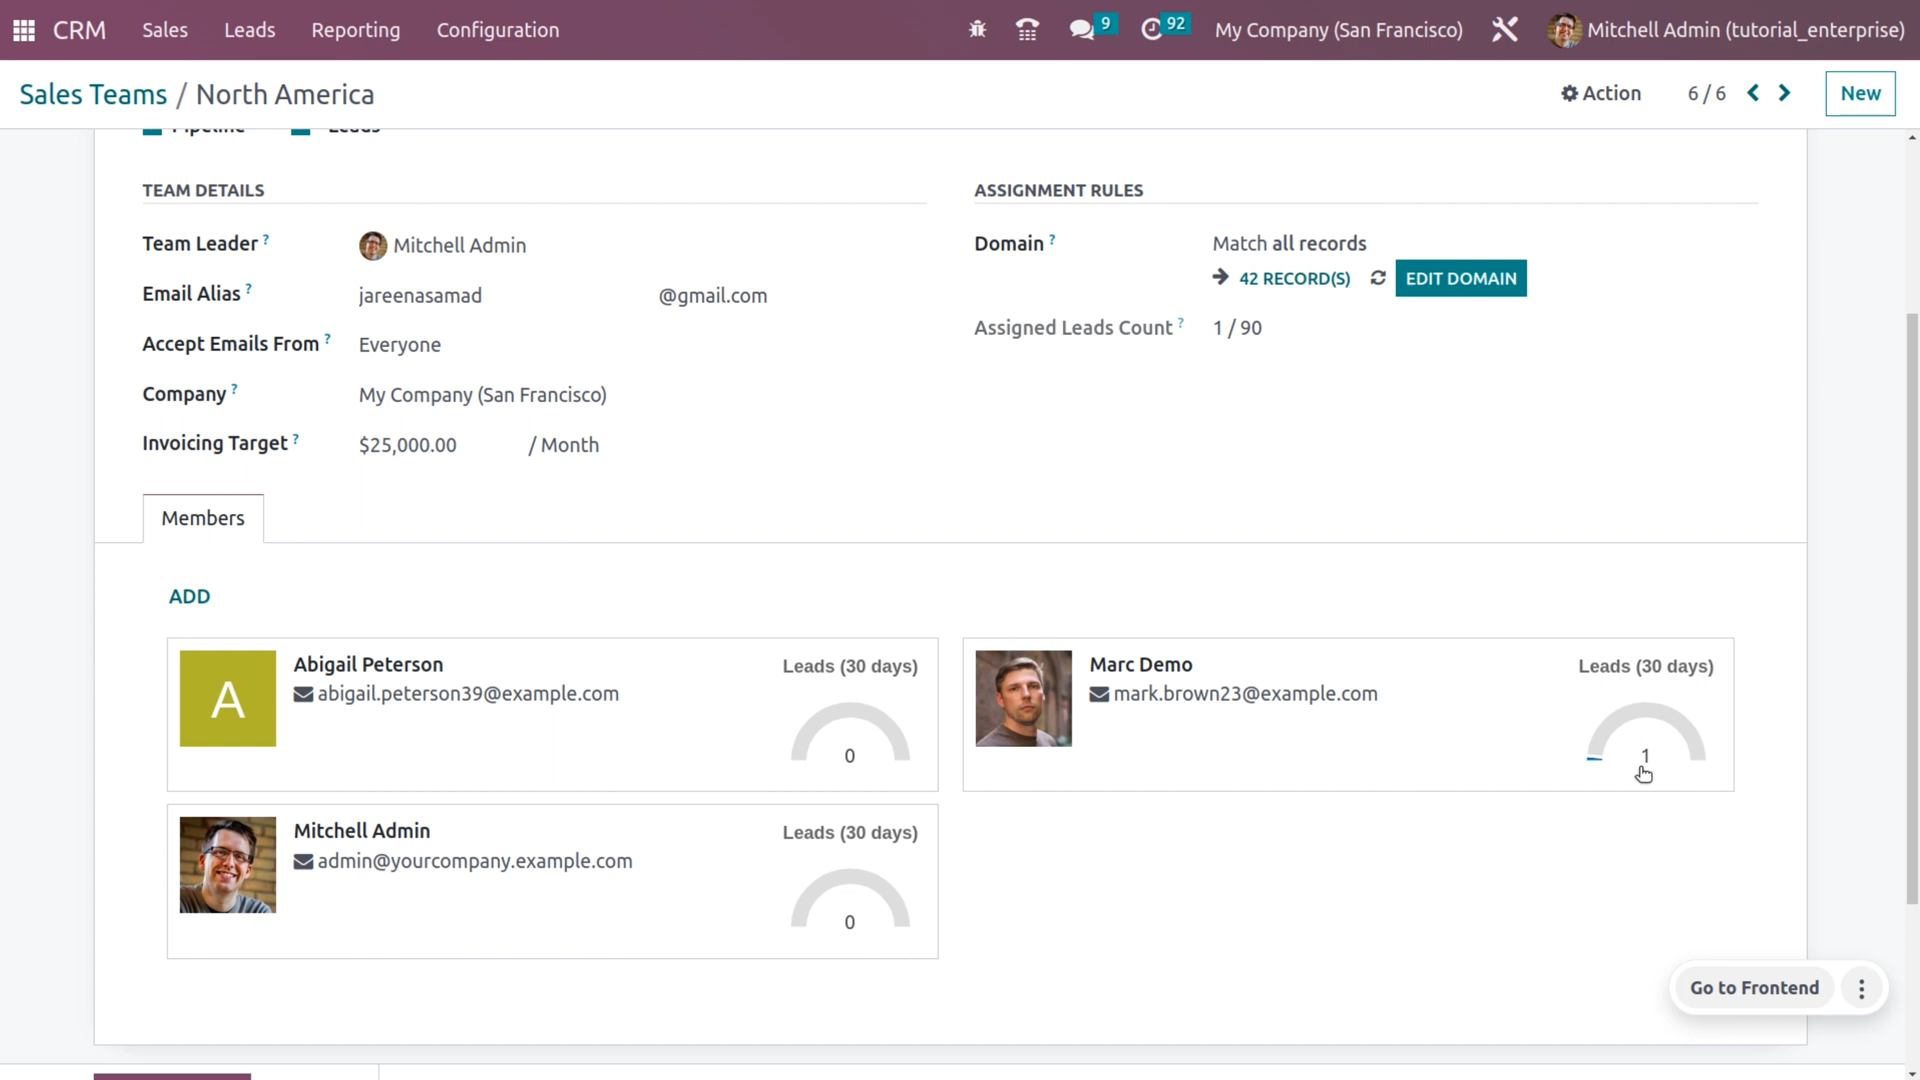 CRM Sales Leads Reporting Configuration 9 92 My Company (San Francisco) Mitchell Admin (tutorial_enterprise)
Sales Teams / North America Action 6 / 6 New
Pipeline Leads
TEAM DETAILS
Team Leader ? Mitchell Admin
Email Alias ? jareenasamad @gmail.com
Accept Emails From ? Everyone
Company ? My Company (San Francisco)
Invoicing Target ? $25,000.00 / Month
ASSIGNMENT RULES
Domain ? Match all records
42 RECORD(S) EDIT DOMAIN
Assigned Leads Count ? 1 / 90
Members
ADD
A
Abigail Peterson
abigail.peterson39@example.com
Leads (30 days)
0
Marc Demo
mark.brown23@example.com
Leads (30 days)
1
Mitchell Admin
admin@yourcompany.example.com
Leads (30 days)
0
Go to Frontend